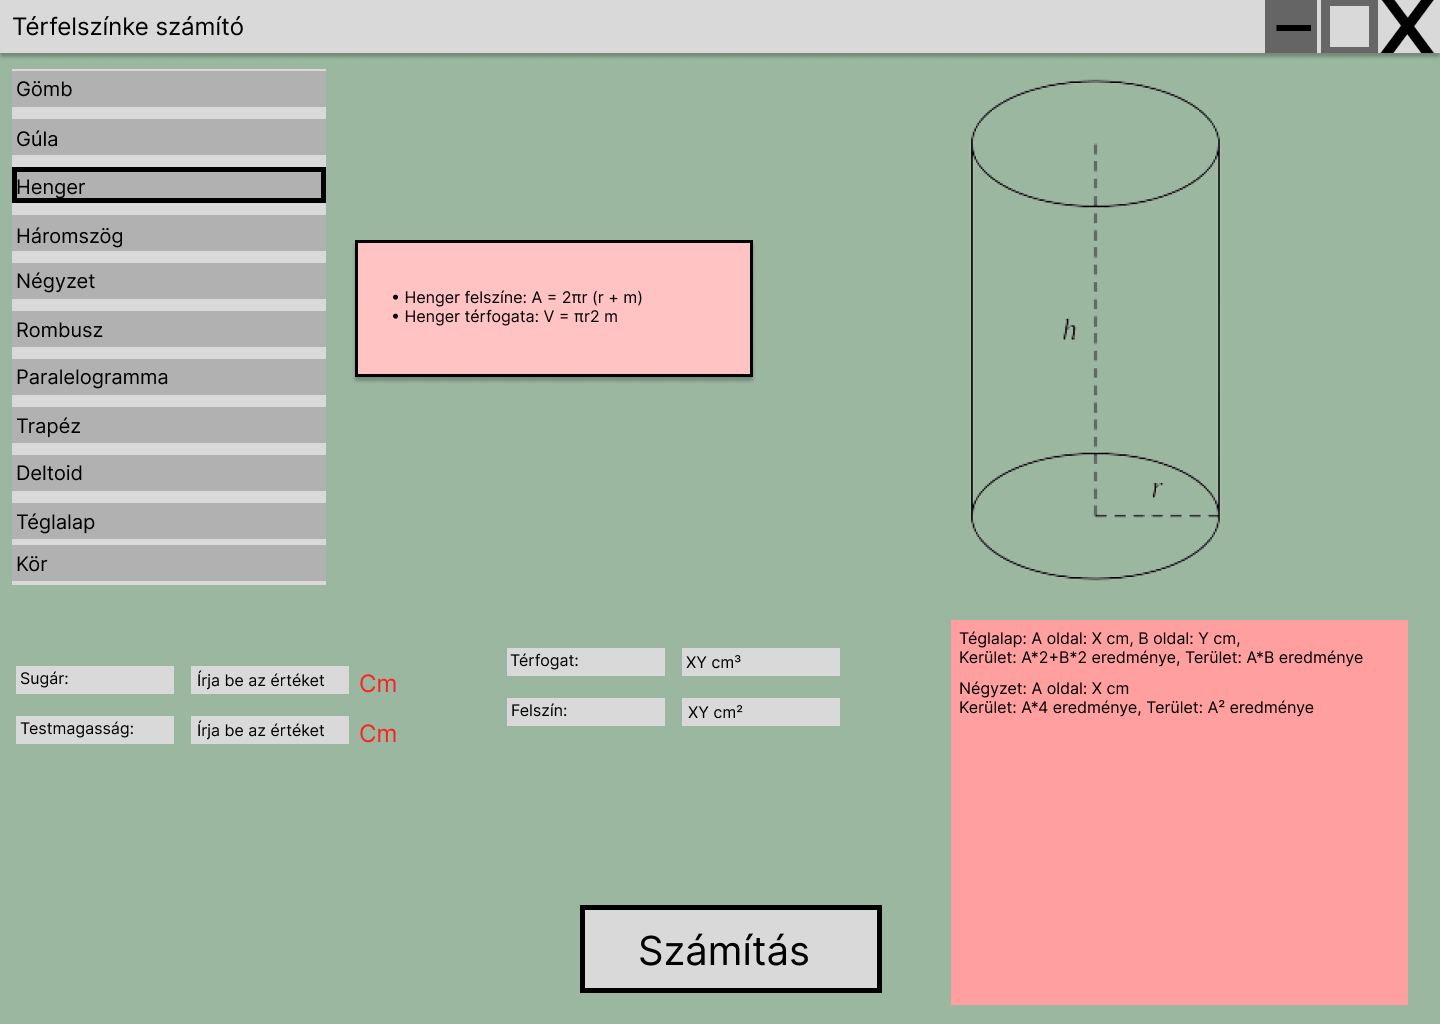 Térfelszínke számító
Gömb
Gúla
Henger
Háromszög
Négyzet
Rombusz
Paralelogramma
Trapéz
Deltoid
Téglalap
Kör
• Henger felszíne: A = 2πr (r + m)
• Henger térfogata: V = πr2 m
h
r
Sugár:
Írja be az értéket
Cm
Testmagasság:
Írja be az értéket
Cm
Térfogat:
XY cm³
Felszín:
XY cm²
Számítás
Téglalap: A oldal: X cm, B oldal: Y cm,
Kerület: A*2+B*2 eredménye, Terület: A*B eredménye
Négyzet: A oldal: X cm
Kerület: A*4 eredménye, Terület: A² eredménye